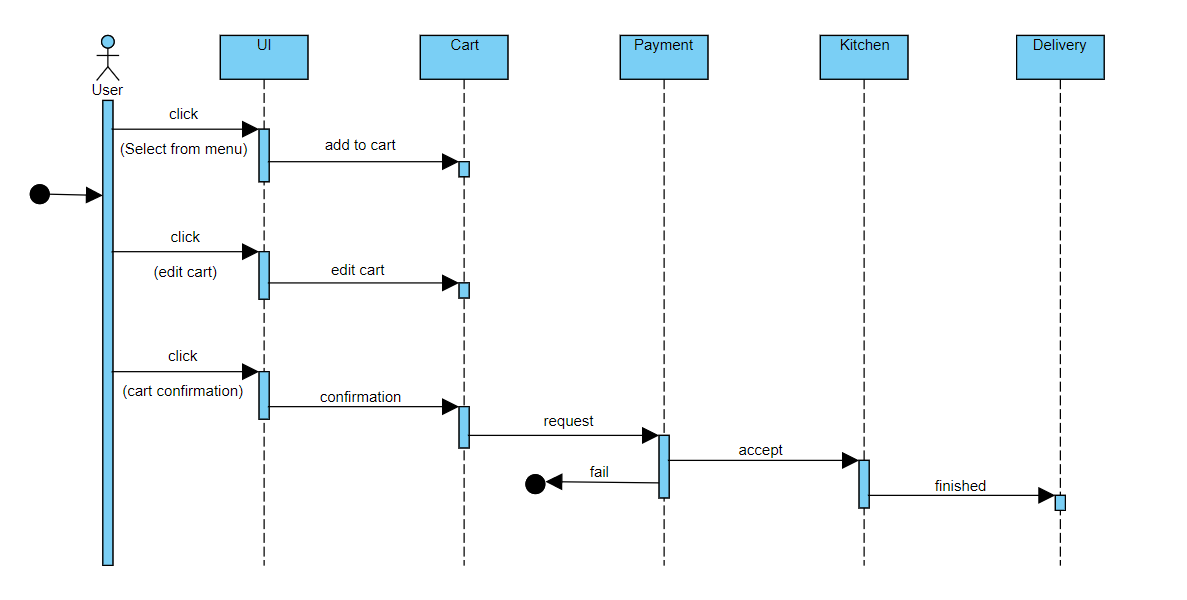 UI
Cart
Payment
Kitchen
Delivery
User
click
(Select from menu)
add to cart
click
(edit cart)
edit cart
click
(cart confirmation)
confirmation
request
accept
fail
finished